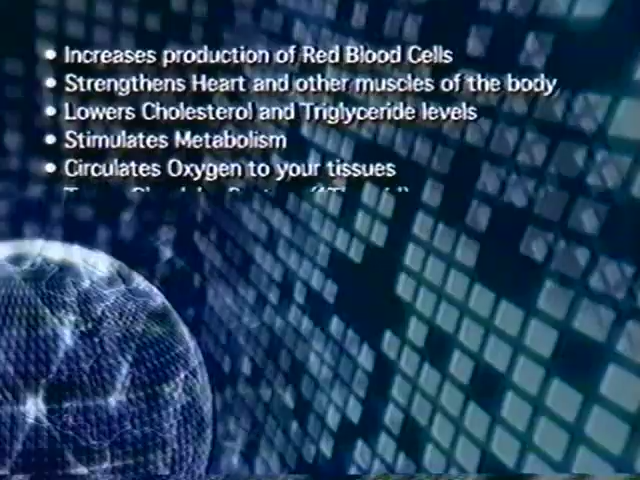 • Increases production of Red Blood Cells
• Strengthens Heart and other muscles of the body
• Lowers Cholesterol and Triglyceride levels
• Stimulates Metabolism
• Circulates Oxygen to your tissues